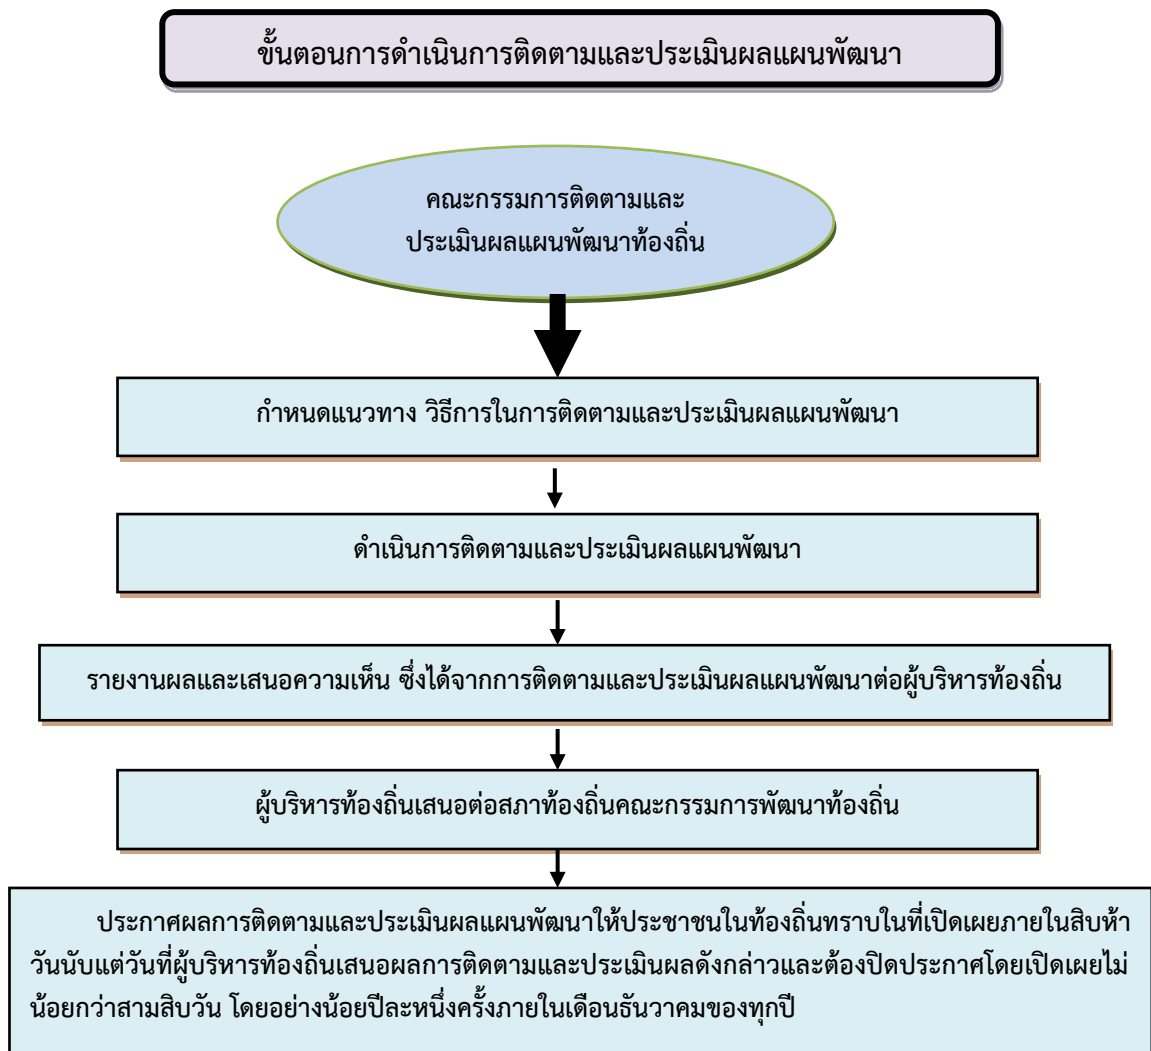 ขั้นตอนการดำเนินการติดตามและประเมินผลแผนพัฒนา
คณะกรรมการติดตามและ
ประเมินผลแผนพัฒนาท้องถิ่น
กำหนดแนวทาง วิธีการในการติดตามและประเมินผลแผนพัฒนา
ดำเนินการติดตามและประเมินผลแผนพัฒนา
รายงานผลและเสนอความเห็น ซึ่งได้จากการติดตามและประเมินผลแผนพัฒนาต่อผู้บริหารท้องถิ่น
ผู้บริหารท้องถิ่นเสนอต่อสภาท้องถิ่นคณะกรรมการพัฒนาท้องถิ่น
ประกาศผลการติดตามและประเมินผลแผนพัฒนาให้ประชาชนในท้องถิ่นทราบในที่เปิดเผยภายในสิบห้า
วันนับแต่วันที่ผู้บริหารท้องถิ่นเสนอผลการติดตามและประเมินผลดังกล่าวและต้องปิดประกาศโดยเปิดเผยไม่
น้อยกว่าสามสิบวัน โดยอย่างน้อยปีละหนึ่งครั้งภายในเดือนธันวาคมของทุกปี